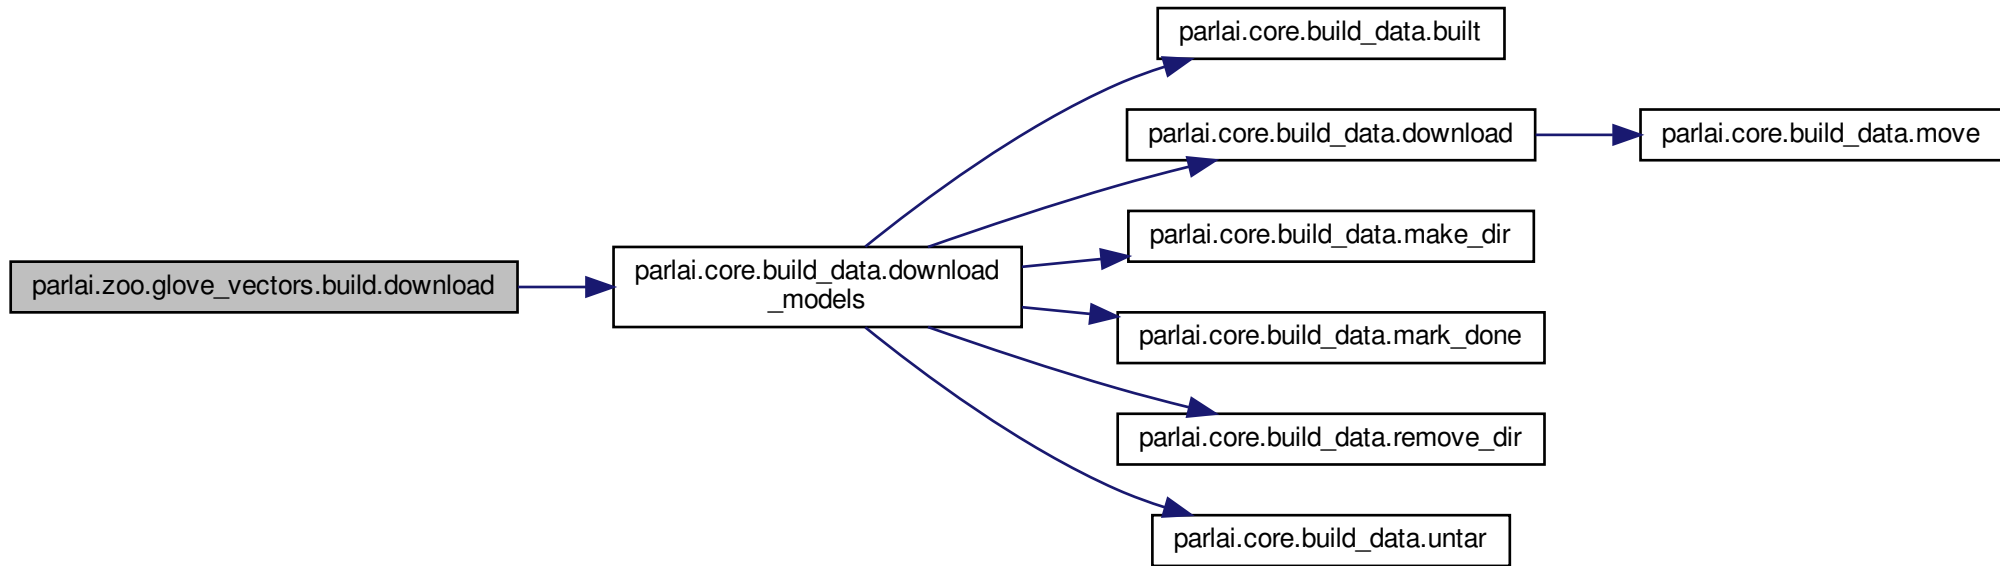 parlai.zoo.glove_vectors.build.download
parlai.core.build_data.download
_models
parlai.core.build_data.built
parlai.core.build_data.download
parlai.core.build_data.move
parlai.core.build_data.make_dir
parlai.core.build_data.mark_done
parlai.core.build_data.remove_dir
parlai.core.build_data.untar